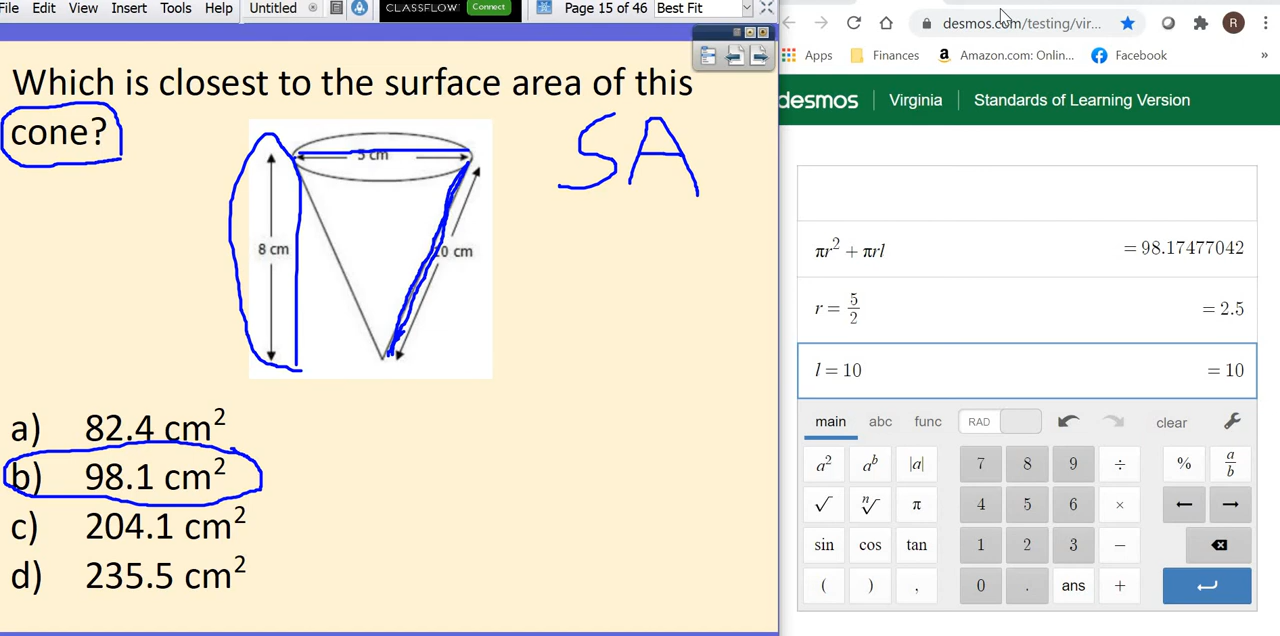 File Edit View Insert Tools Help Untitled CLASSFLOW Connect Page 15 of 46 Best Fit
Which is closest to the surface area of this
cone?
SA
5 cm
8 cm
10 cm
a) 82.4 cm²
b) 98.1 cm²
c) 204.1 cm²
d) 235.5 cm²
desmos.com/testing/vir... R
Apps Finances Amazon.com: Onlin... Facebook »
desmos Virginia Standards of Learning Version
πr² + πrl = 98.17477042
r = 5/2 = 2.5
l = 10 = 10
main abc func RAD clear
a² aᵇ |a| 7 8 9 ÷ % a/b
√ ⁿ√ π 4 5 6 × ← →
sin cos tan 1 2 3 −
( ) , 0 . ans +